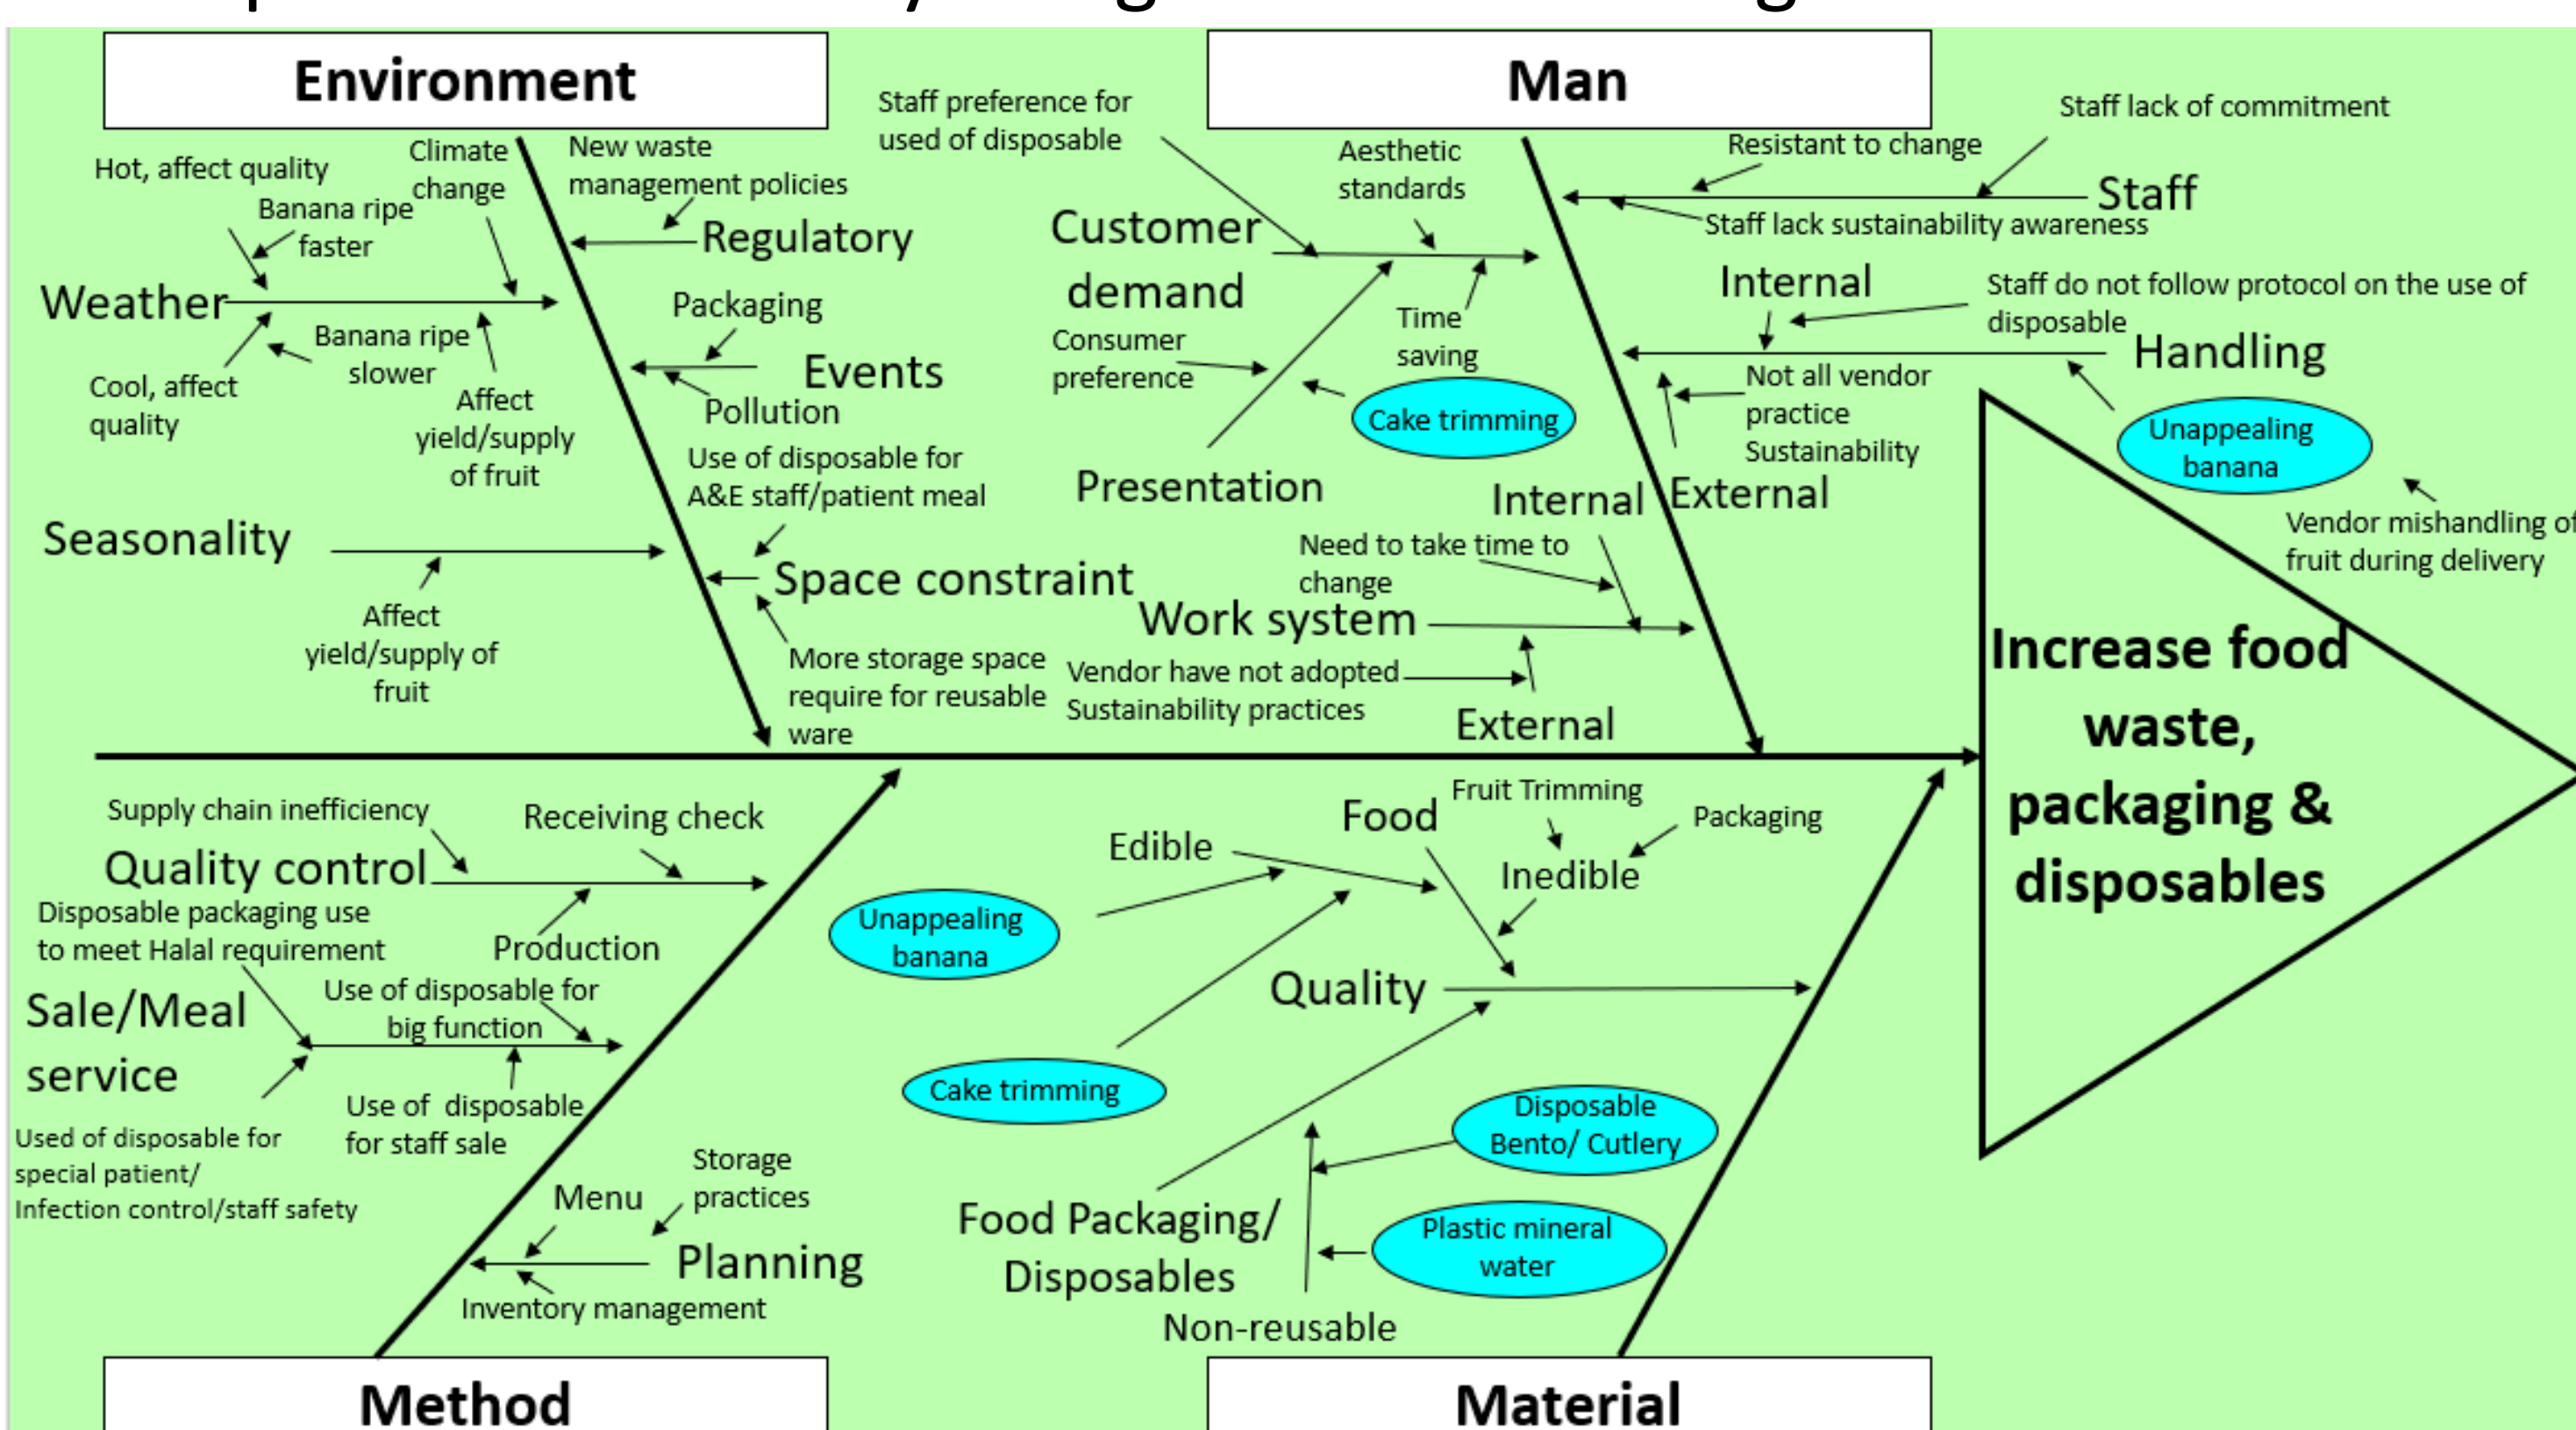 Environment
Man
Staff preference for
used of disposable
Staff lack of commitment
Climate
change
New waste
management policies
Aesthetic
standards
Resistant to change
Hot, affect quality
Banana ripe
faster
Staff
Staff lack sustainability awareness
Regulatory
Customer
demand
Weather
Packaging
Internal
Staff do not follow protocol on the use of
disposable
Banana ripe
slower
Time
saving
Consumer
preference
Handling
Events
Cool, affect
quality
Affect
yield/supply
of fruit
Pollution
Cake trimming
Not all vendor
practice
Sustainability
Unappealing
banana
Use of disposable for
A&E staff/patient meal
Presentation
Internal
External
Vendor mishandling of
fruit during delivery
Seasonality
Need to take time to
change
Space constraint
Work system
Affect
yield/supply of
fruit
More storage space
require for reusable
ware
Vendor have not adopted
Sustainability practices
External
Increase food
waste,
packaging &
disposables
Supply chain inefficiency
Receiving check
Quality control
Disposable packaging use
to meet Halal requirement
Production
Use of disposable for
big function
Sale/Meal
service
Use of  disposable
for staff sale
Used of disposable for
special patient/
Infection control/staff safety
Menu
Storage
practices
Planning
Inventory management
Fruit Trimming
Food
Packaging
Edible
Inedible
Unappealing
banana
Quality
Cake trimming
Disposable
Bento/ Cutlery
Food Packaging/
Disposables
Plastic mineral
water
Non-reusable
Method
Material